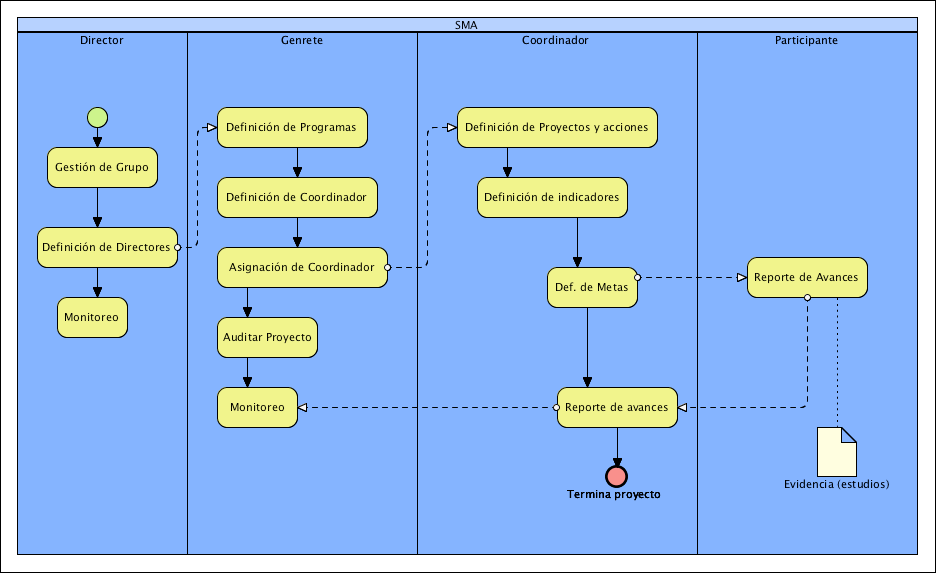 SMA
Director
Genrete
Coordinador
Participante
Gestión de Grupo
Definición de Directores
Monitoreo
Definición de Programas
Definición de Coordinador
Asignación de Coordinador
Auditar Proyecto
Monitoreo
Definición de Proyectos y acciones
Definición de indicadores
Def. de Metas
Reporte de avances
Termina proyecto
Reporte de Avances
Evidencia (estudios)